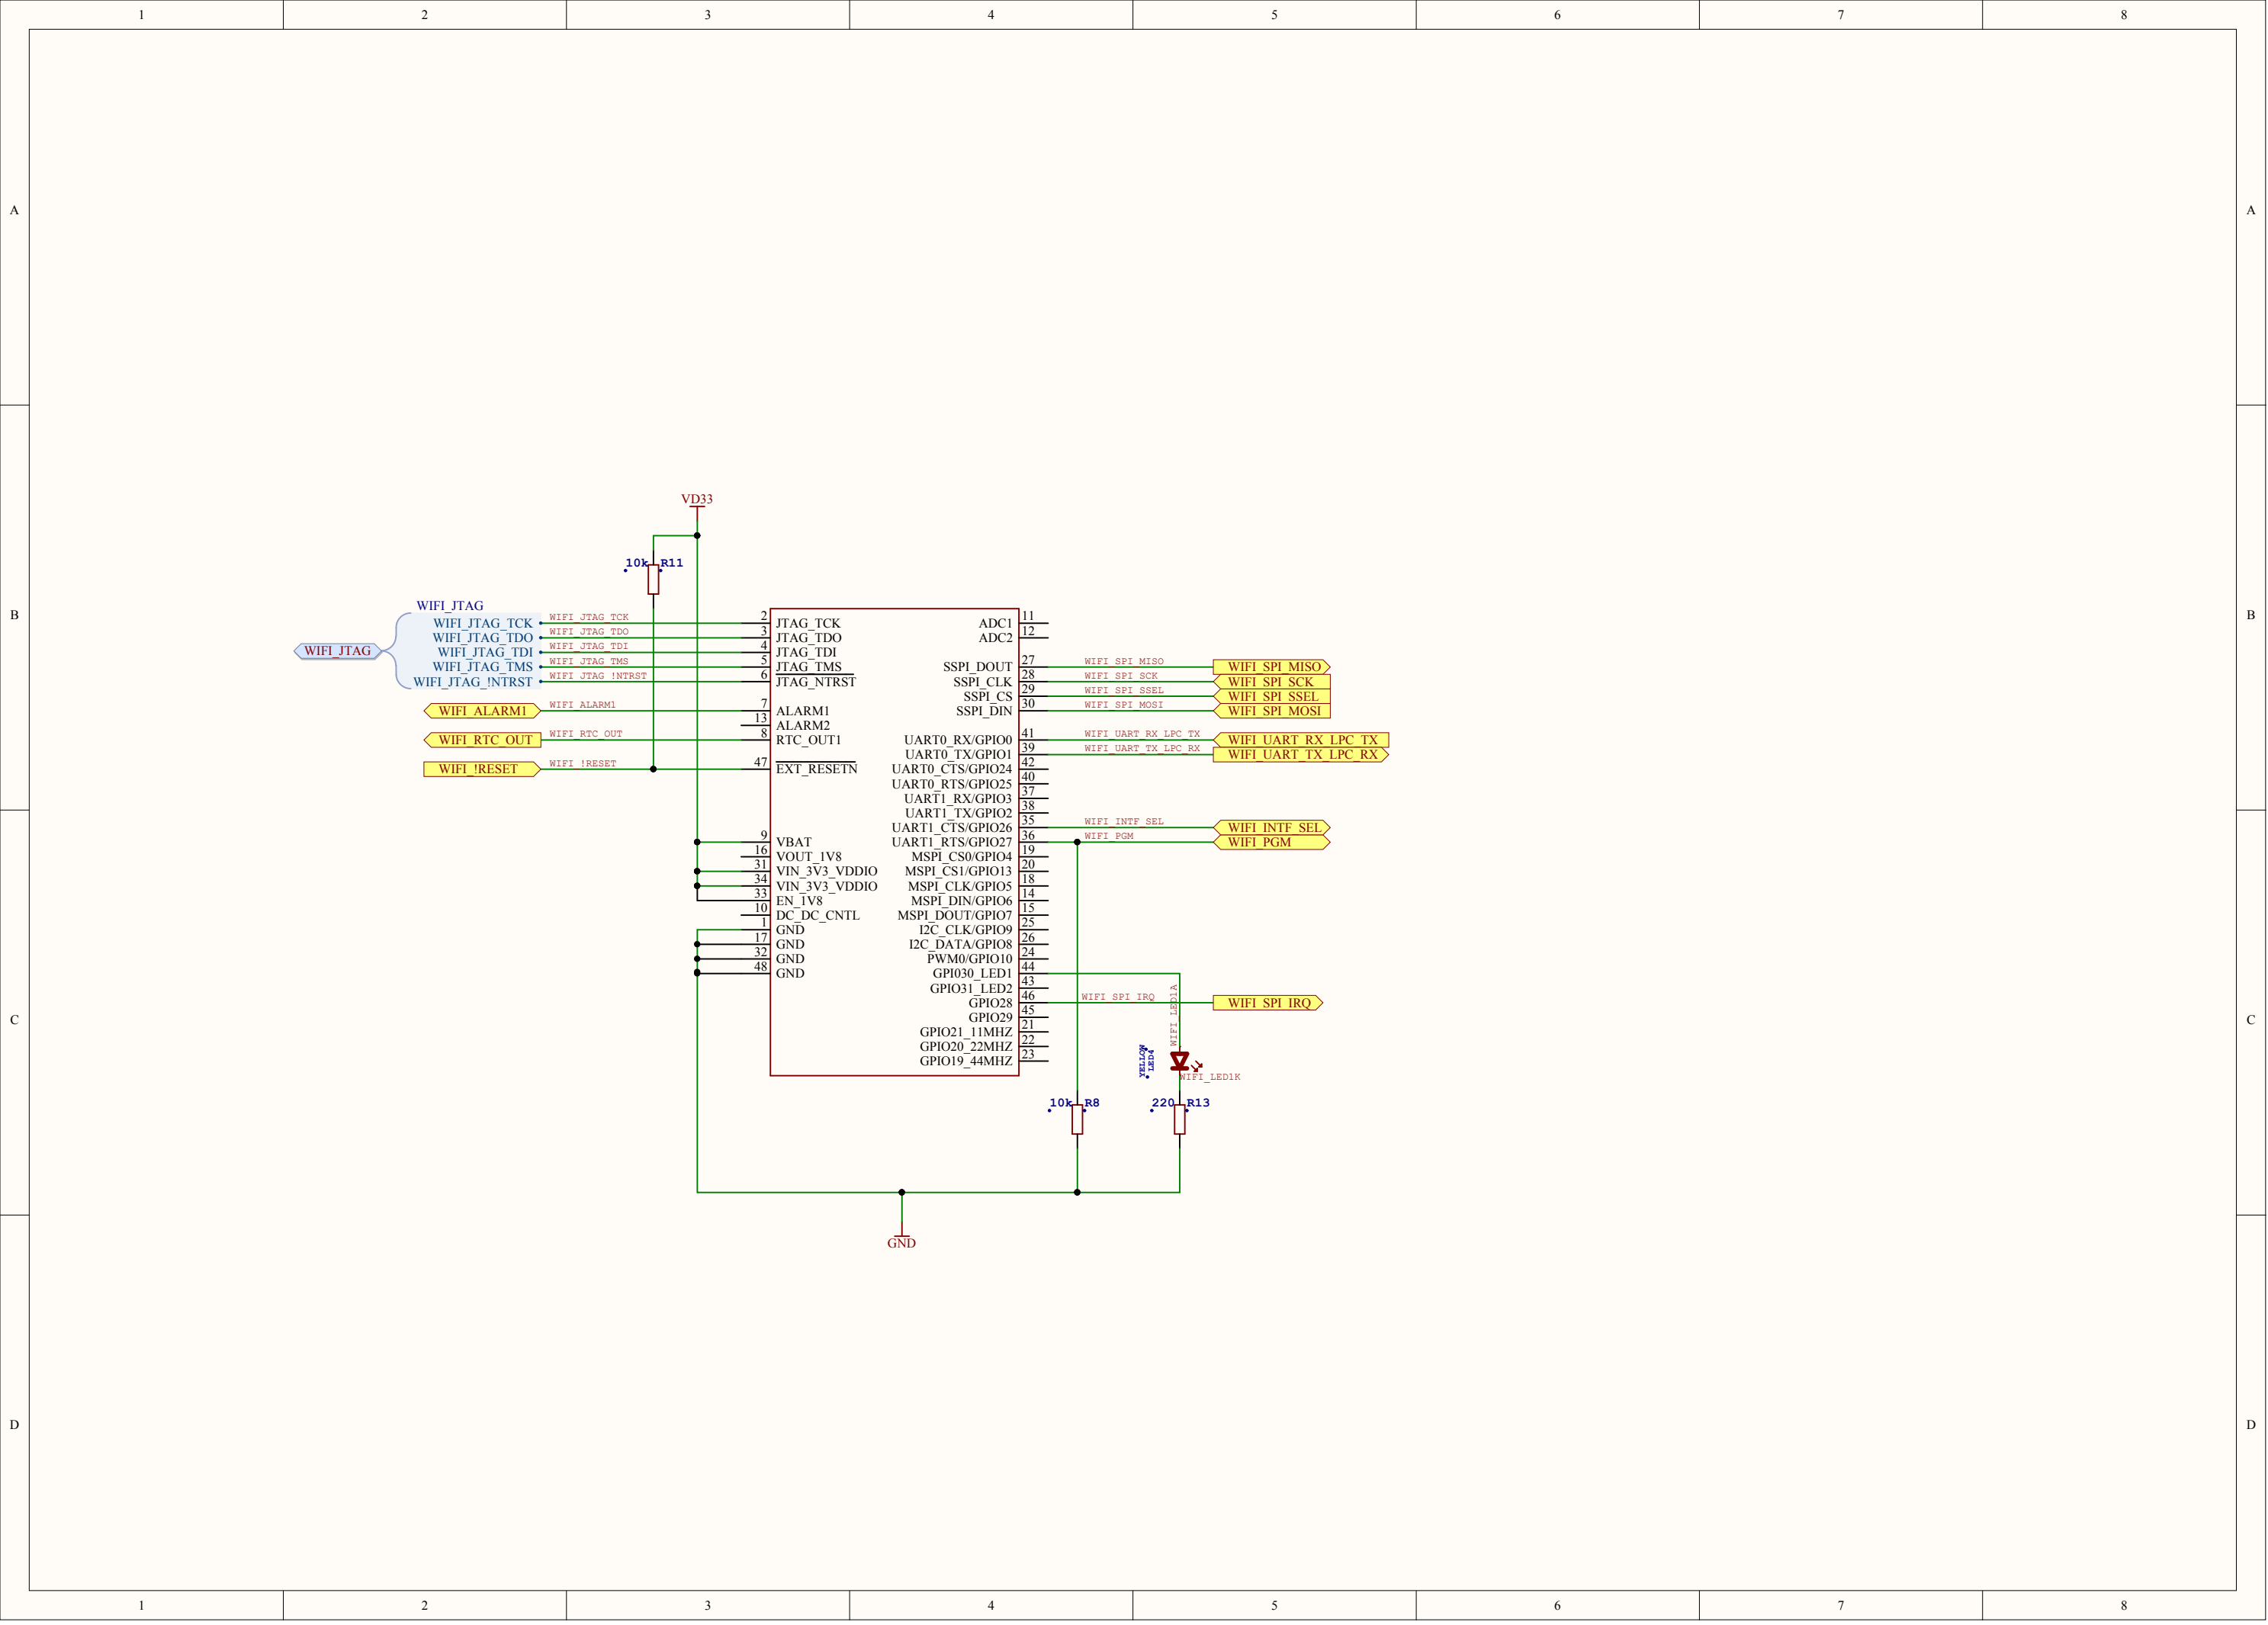 1 2 3 4 5 6 7 8
A A
VD33
10k R11
B B
WIFI_JTAG
WIFI_JTAG
WIFI_JTAG_TCK WIFI_JTAG_TCK 2 JTAG_TCK
WIFI_JTAG_TDO WIFI_JTAG_TDO 3 JTAG_TDO
WIFI_JTAG_TDI WIFI_JTAG_TDI 4 JTAG_TDI
WIFI_JTAG_TMS WIFI_JTAG_TMS 5 JTAG_TMS
WIFI_JTAG_!NTRST WIFI_JTAG_!NTRST 6 JTAG_NTRST
WIFI_ALARM1 WIFI_ALARM1 7 ALARM1
13 ALARM2
WIFI_RTC_OUT WIFI_RTC_OUT 8 RTC_OUT1
WIFI_!RESET WIFI_!RESET 47 EXT_RESETN
9 VBAT
16 VOUT_1V8
31 VIN_3V3_VDDIO
34 VIN_3V3_VDDIO
33 EN_1V8
10 DC_DC_CNTL
1 GND
17 GND
32 GND
48 GND
ADC1 11
ADC2 12
SSPI_DOUT 27 WIFI_SPI_MISO WIFI_SPI_MISO
SSPI_CLK 28 WIFI_SPI_SCK WIFI_SPI_SCK
SSPI_CS 29 WIFI_SPI_SSEL WIFI_SPI_SSEL
SSPI_DIN 30 WIFI_SPI_MOSI WIFI_SPI_MOSI
UART0_RX/GPIO0 41 WIFI_UART_RX_LPC_TX WIFI_UART_RX_LPC_TX
UART0_TX/GPIO1 39 WIFI_UART_TX_LPC_RX WIFI_UART_TX_LPC_RX
UART0_CTS/GPIO24 42
UART0_RTS/GPIO25 40
UART1_RX/GPIO3 37
UART1_TX/GPIO2 38
UART1_CTS/GPIO26 35 WIFI_INTF_SEL WIFI_INTF_SEL
UART1_RTS/GPIO27 36 WIFI_PGM WIFI_PGM
MSPI_CS0/GPIO4 19
MSPI_CS1/GPIO13 20
MSPI_CLK/GPIO5 18
MSPI_DIN/GPIO6 14
MSPI_DOUT/GPIO7 15
I2C_CLK/GPIO9 25
I2C_DATA/GPIO8 26
PWM0/GPIO10 24
GPI030_LED1 44
GPIO31_LED2 43
GPIO28 46 WIFI_SPI_IRQ WIFI_SPI_IRQ
GPIO29 45
GPIO21_11MHZ 21
GPIO20_22MHZ 22
GPIO19_44MHZ 23
WIFI_LED1A
YELLOW
LED4
WIFI_LED1K
10k R8
220 R13
C C
GND
D D
1 2 3 4 5 6 7 8